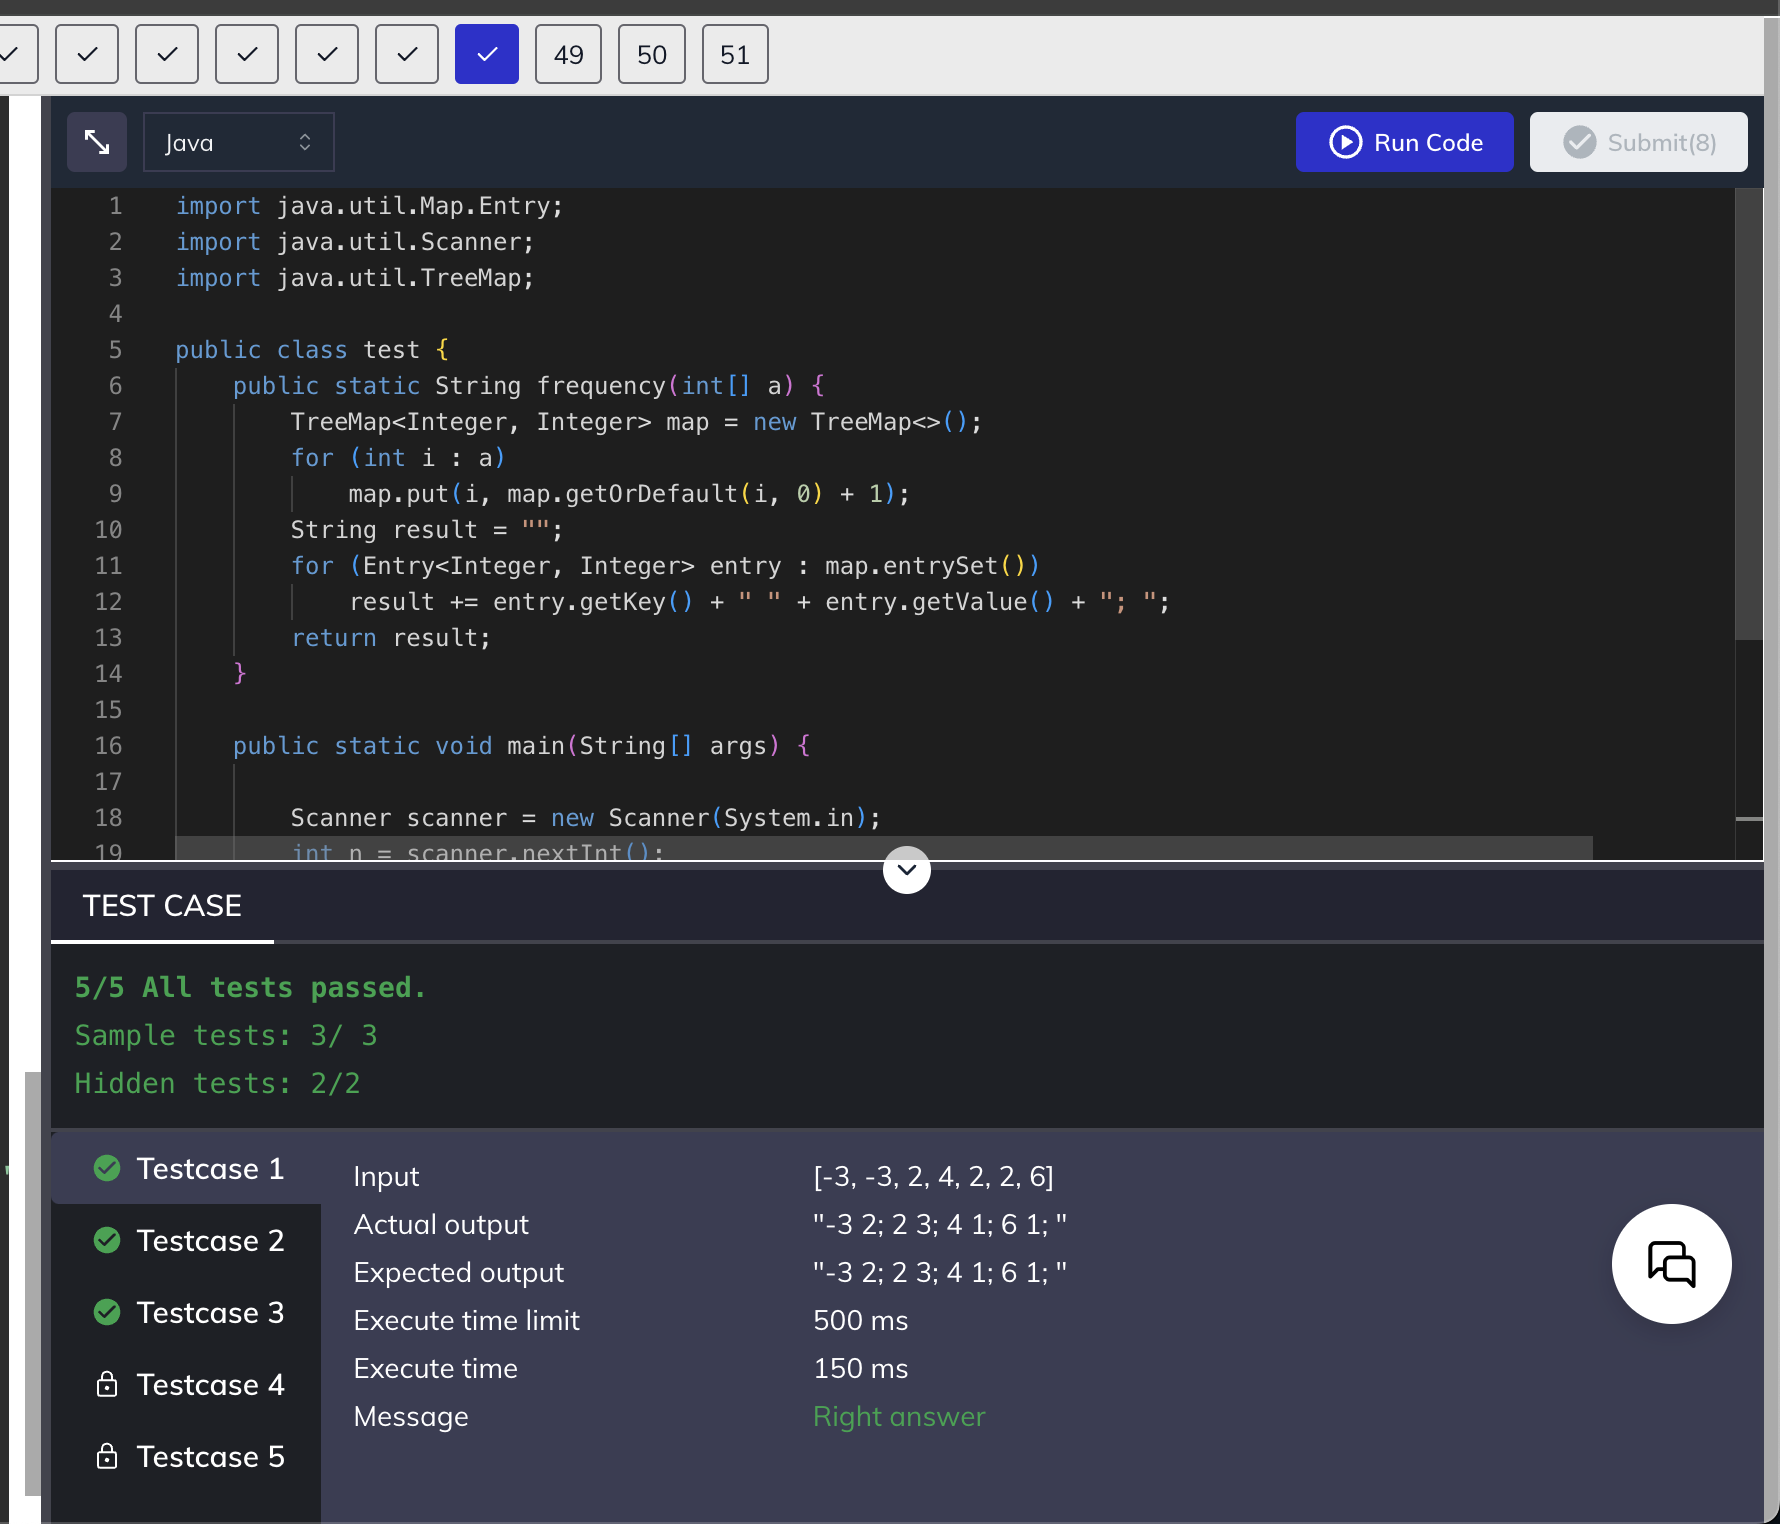 49 50 51
Java Run Code Submit(8)
1 import java.util.Map.Entry;
2 import java.util.Scanner;
3 import java.util.TreeMap;
4
5 public class test {
6 public static String frequency(int[] a) {
7 TreeMap<Integer, Integer> map = new TreeMap<>();
8 for (int i : a)
9 map.put(i, map.getOrDefault(i, 0) + 1);
10 String result = "";
11 for (Entry<Integer, Integer> entry : map.entrySet())
12 result += entry.getKey() + " " + entry.getValue() + "; ";
13 return result;
14 }
15
16 public static void main(String[] args) {
17
18 Scanner scanner = new Scanner(System.in);
19 int n = scanner.nextInt();
TEST CASE
5/5 All tests passed.
Sample tests: 3/ 3
Hidden tests: 2/2
Testcase 1
Testcase 2
Testcase 3
Testcase 4
Testcase 5
Input [-3, -3, 2, 4, 2, 2, 6]
Actual output "-3 2; 2 3; 4 1; 6 1; "
Expected output "-3 2; 2 3; 4 1; 6 1; "
Execute time limit 500 ms
Execute time 150 ms
Message Right answer